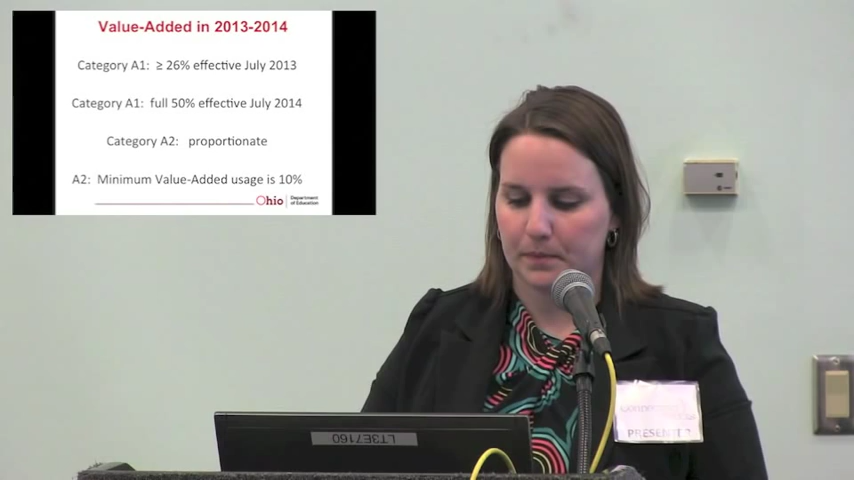 Value-Added in 2013-2014
Category A1: ≥ 26% effective July 2013
Category A1: full 50% effective July 2014
Category A2: proportionate
A2: Minimum Value-Added usage is 10%
Ohio | Department of Education
LT3E7160